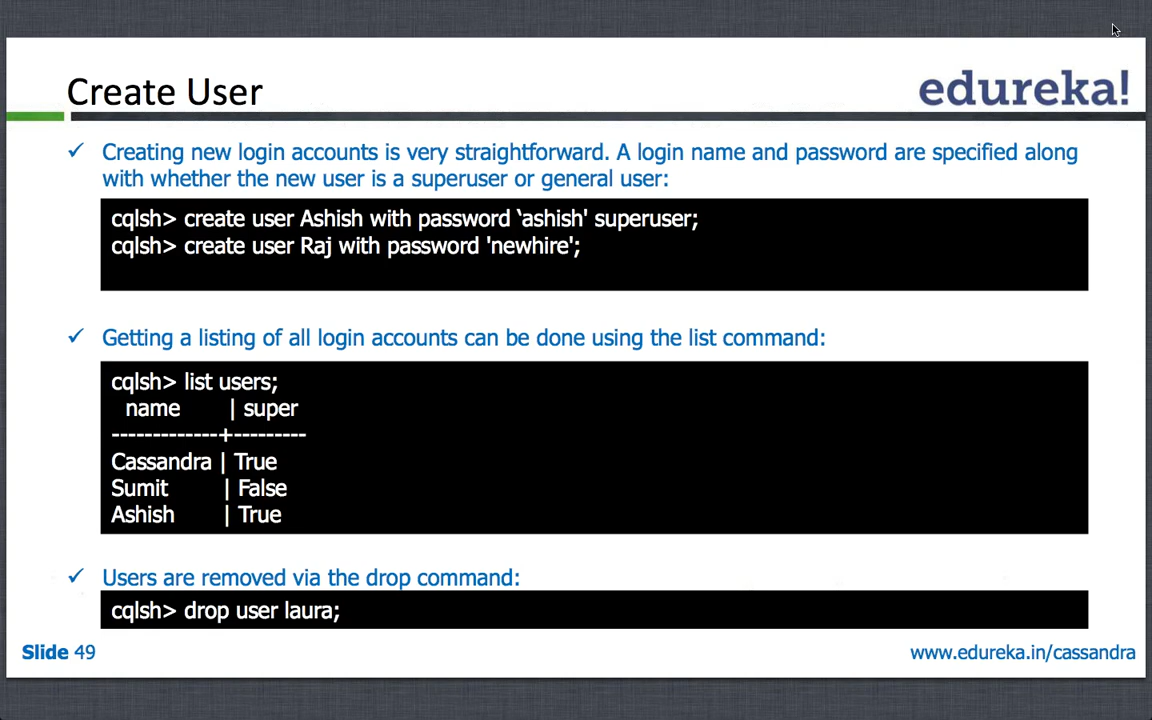 Create User
edureka!
✓ Creating new login accounts is very straightforward. A login name and password are specified along
with whether the new user is a superuser or general user:
cqlsh> create user Ashish with password ‘ashish' superuser;
cqlsh> create user Raj with password 'newhire';
✓ Getting a listing of all login accounts can be done using the list command:
cqlsh> list users;
name | super
-------------+---------
Cassandra | True
Sumit | False
Ashish | True
✓ Users are removed via the drop command:
cqlsh> drop user laura;
Slide 49
www.edureka.in/cassandra